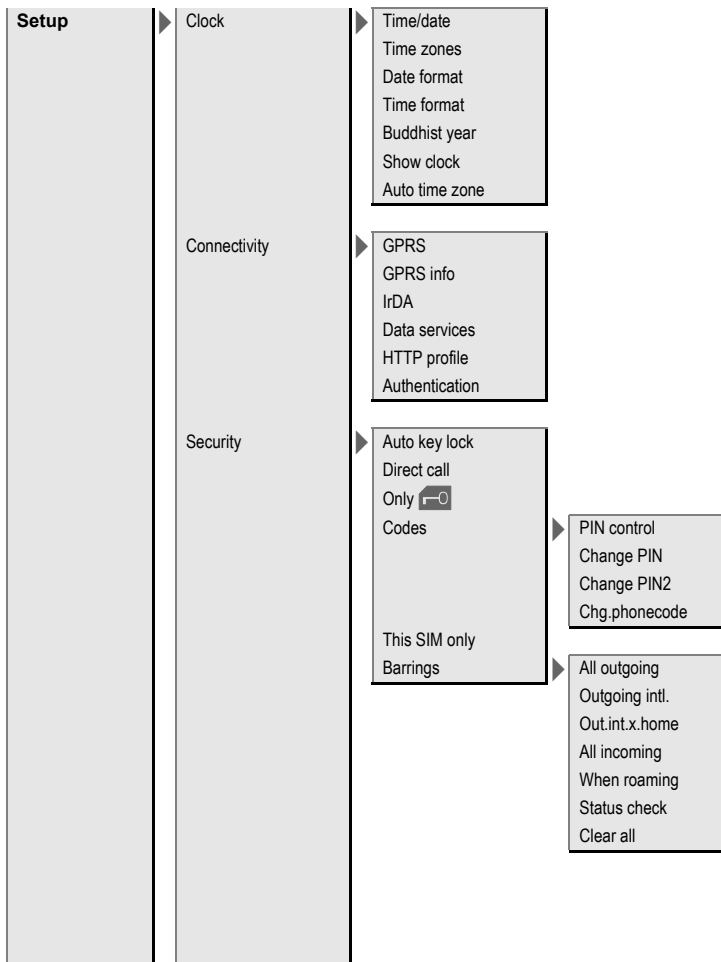 Setup
Clock
Time/date
Time zones
Date format
Time format
Buddhist year
Show clock
Auto time zone
Connectivity
GPRS
GPRS info
IrDA
Data services
HTTP profile
Authentication
Security
Auto key lock
Direct call
Only
Codes
PIN control
Change PIN
Change PIN2
Chg.phonecode
This SIM only
Barrings
All outgoing
Outgoing intl.
Out.int.x.home
All incoming
When roaming
Status check
Clear all